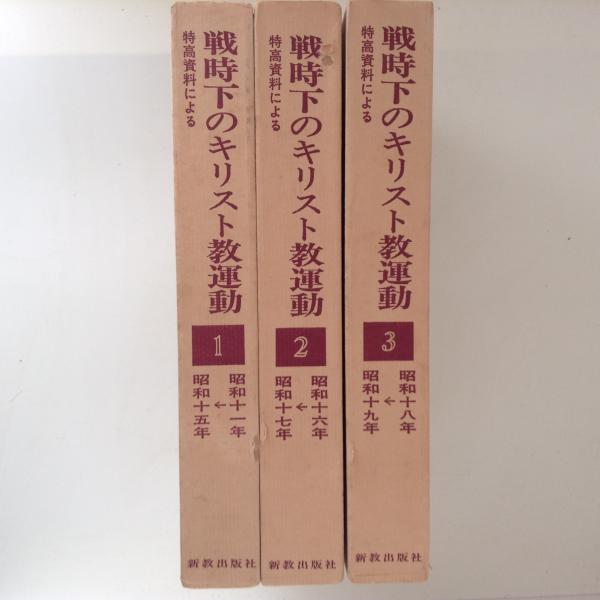 特高資料による
戦時下のキリスト教運動
1
昭和十一年
←
昭和十五年
新教出版社
特高資料による
戦時下のキリスト教運動
2
昭和十六年
←
昭和十七年
新教出版社
特高資料による
戦時下のキリスト教運動
3
昭和十八年
←
昭和十九年
新教出版社